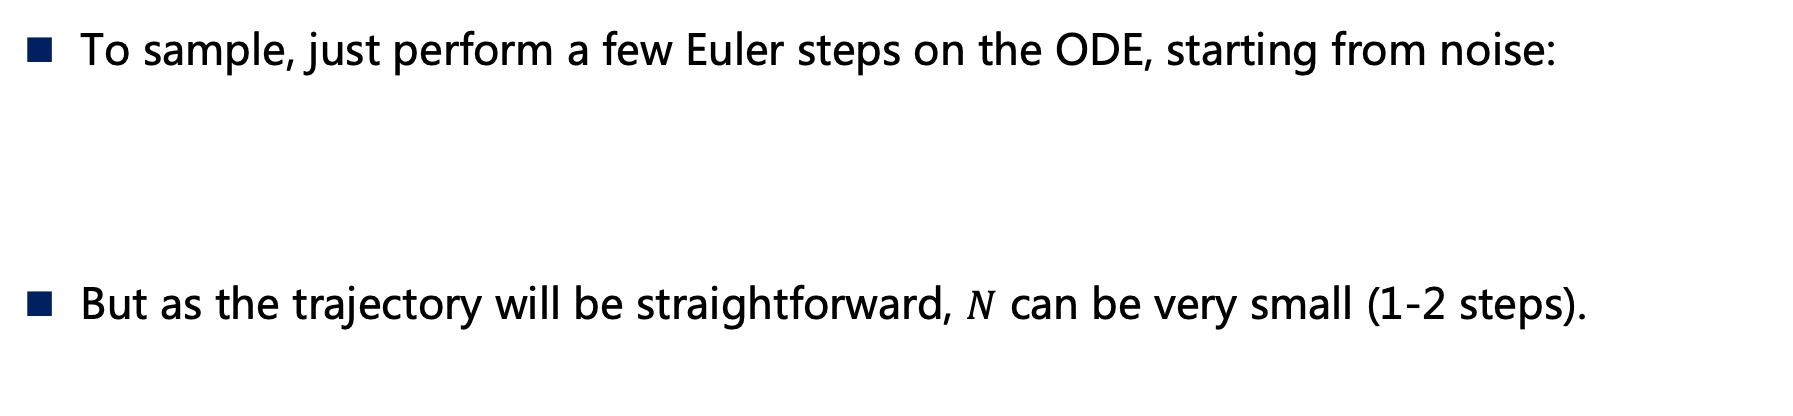 ■ To sample, just perform a few Euler steps on the ODE, starting from noise:
■ But as the trajectory will be straightforward, N can be very small (1-2 steps).